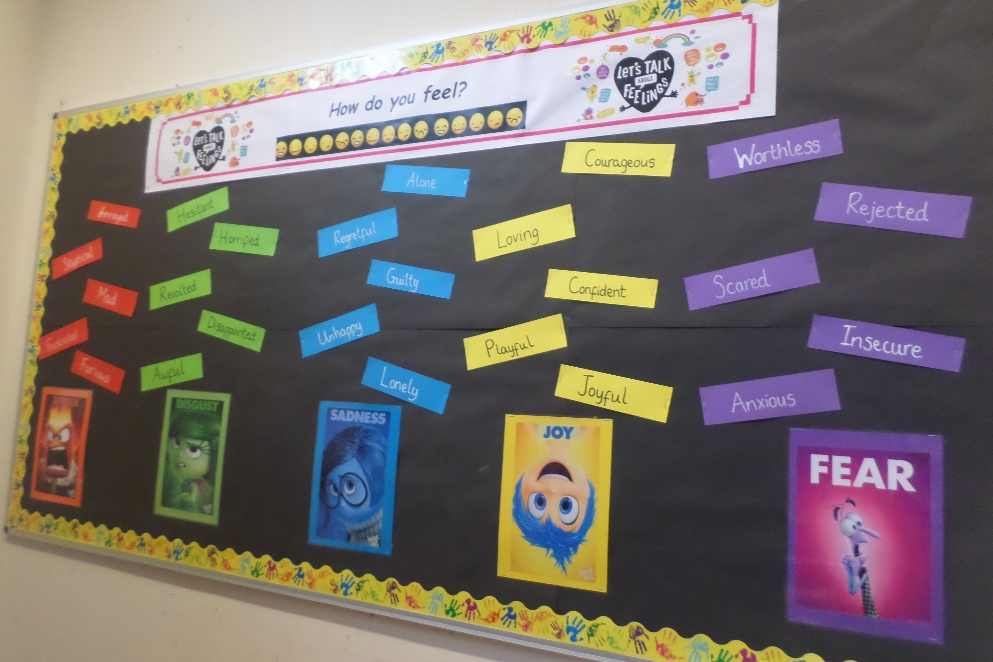 How do you feel?
LET'S TALK
ABOUT
FEELINGS
LET'S TALK
ABOUT
FEELINGS
Annoyed
Skeptical
Mad
Frustrated
Furious
Hesitant
Horrified
Revolted
Disappointed
Awful
DISGUST
Alone
Regretful
Guilty
Unhappy
Lonely
SADNESS
Courageous
Loving
Confident
Playful
Joyful
JOY
Worthless
Rejected
Scared
Insecure
Anxious
FEAR